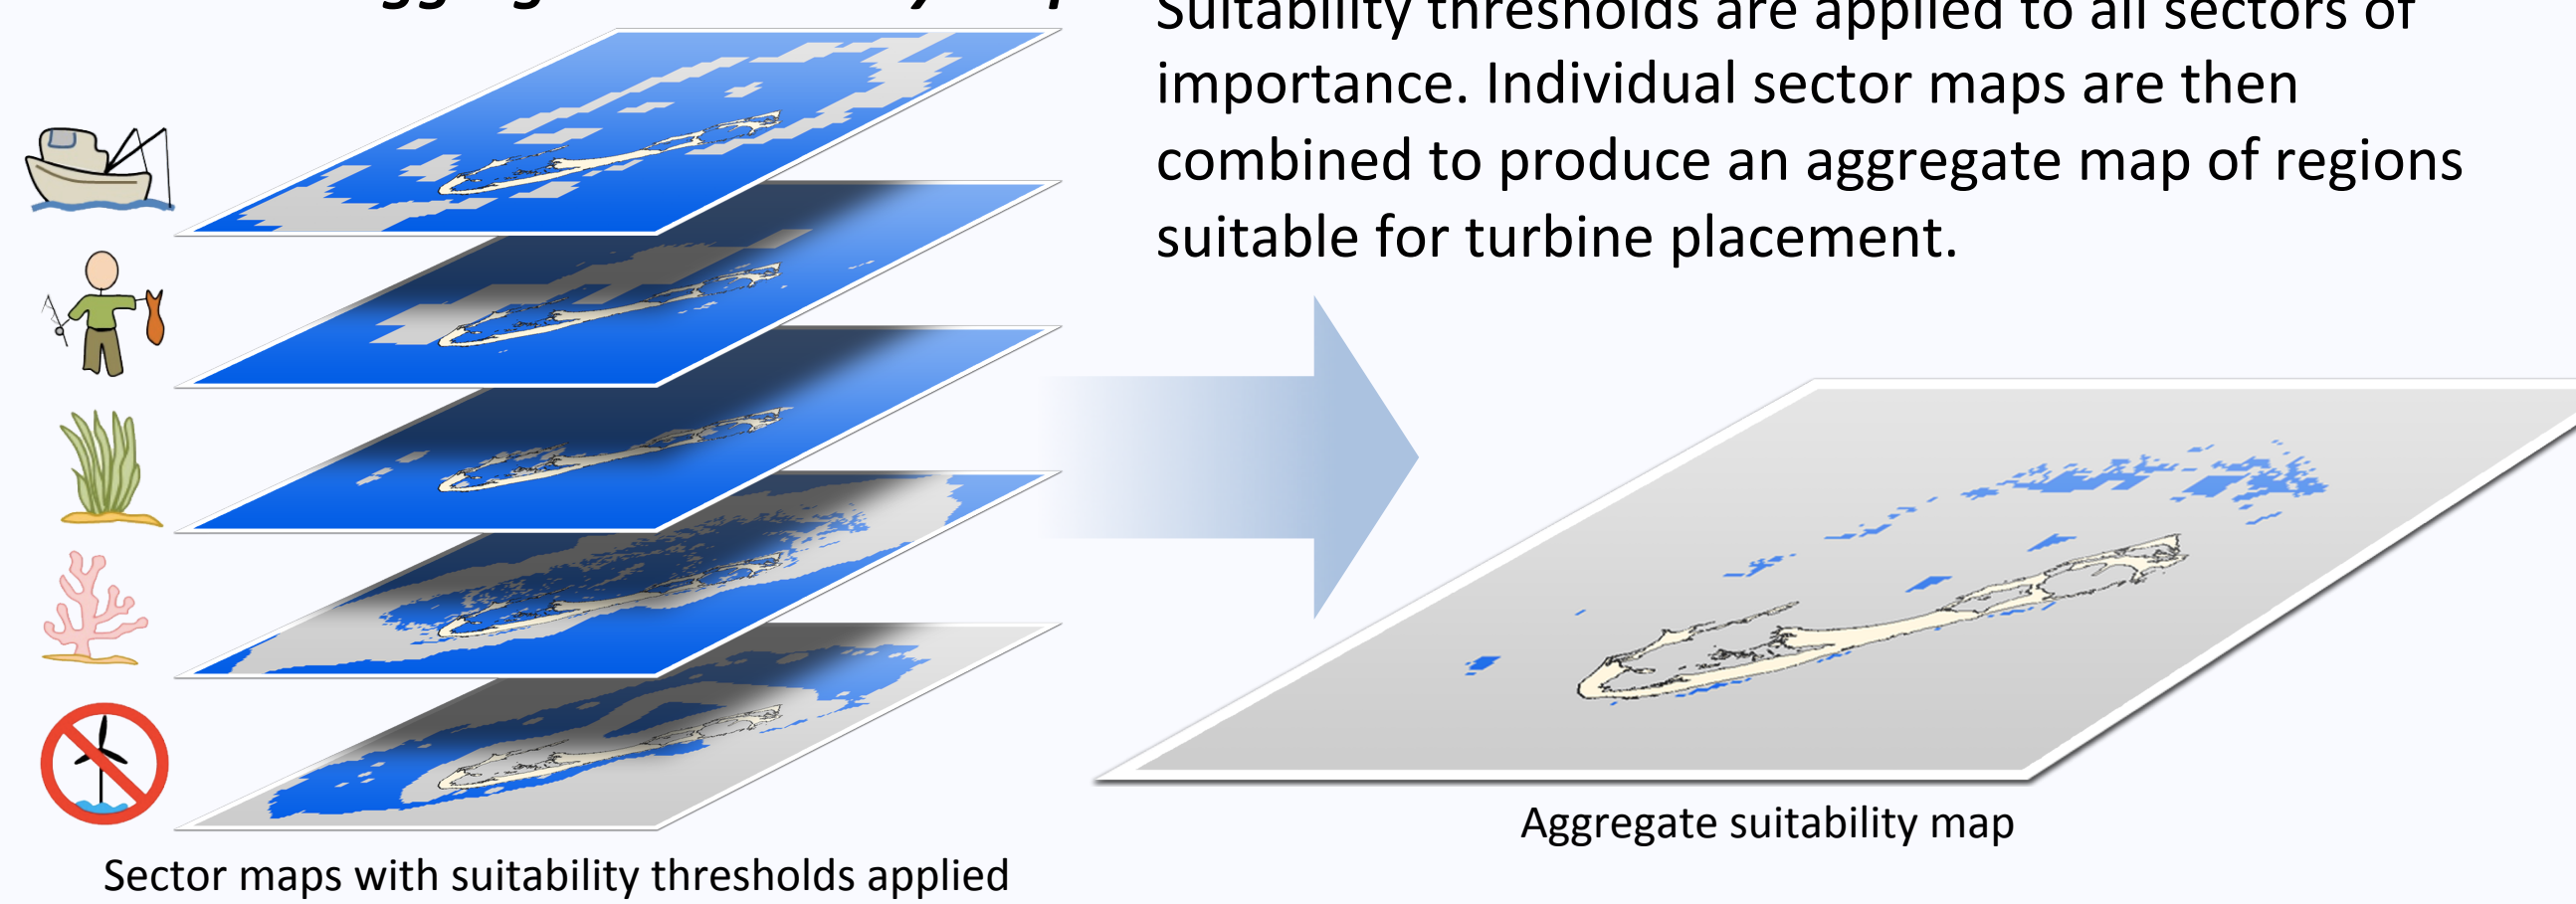 Suitability thresholds are applied to all sectors of
importance. Individual sector maps are then
combined to produce an aggregate map of regions
suitable for turbine placement.
Aggregate suitability map
Sector maps with suitability thresholds applied